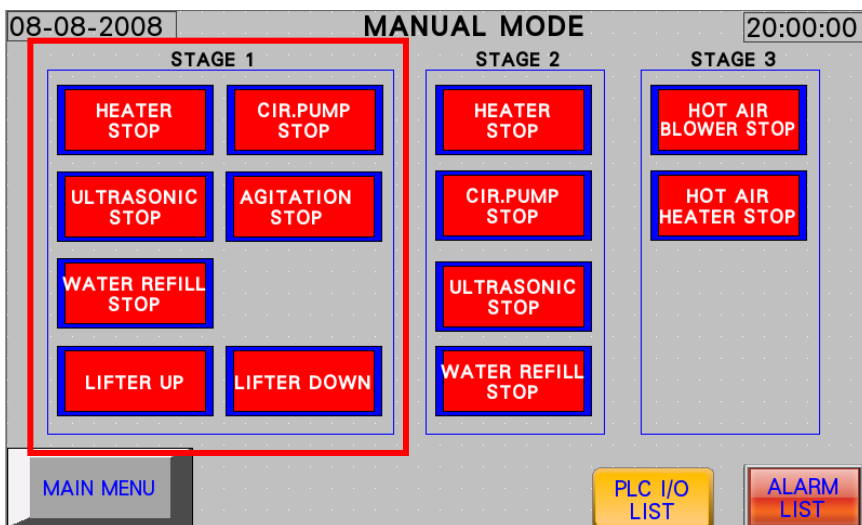 08-08-2008 MANUAL MODE 20:00:00
STAGE 1
HEATER
STOP
CIR.PUMP
STOP
ULTRASONIC
STOP
AGITATION
STOP
WATER REFILL
STOP
LIFTER UP
LIFTER DOWN
STAGE 2
HEATER
STOP
CIR.PUMP
STOP
ULTRASONIC
STOP
WATER REFILL
STOP
STAGE 3
HOT AIR
BLOWER STOP
HOT AIR
HEATER STOP
MAIN MENU
PLC I/O
LIST
ALARM
LIST